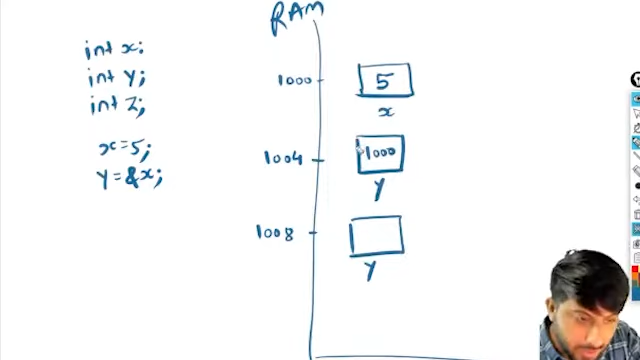 RAM
int x;
int y;
int z;
x=5;
y=&x;
1000
5
x
1004
1000
y
1008
y